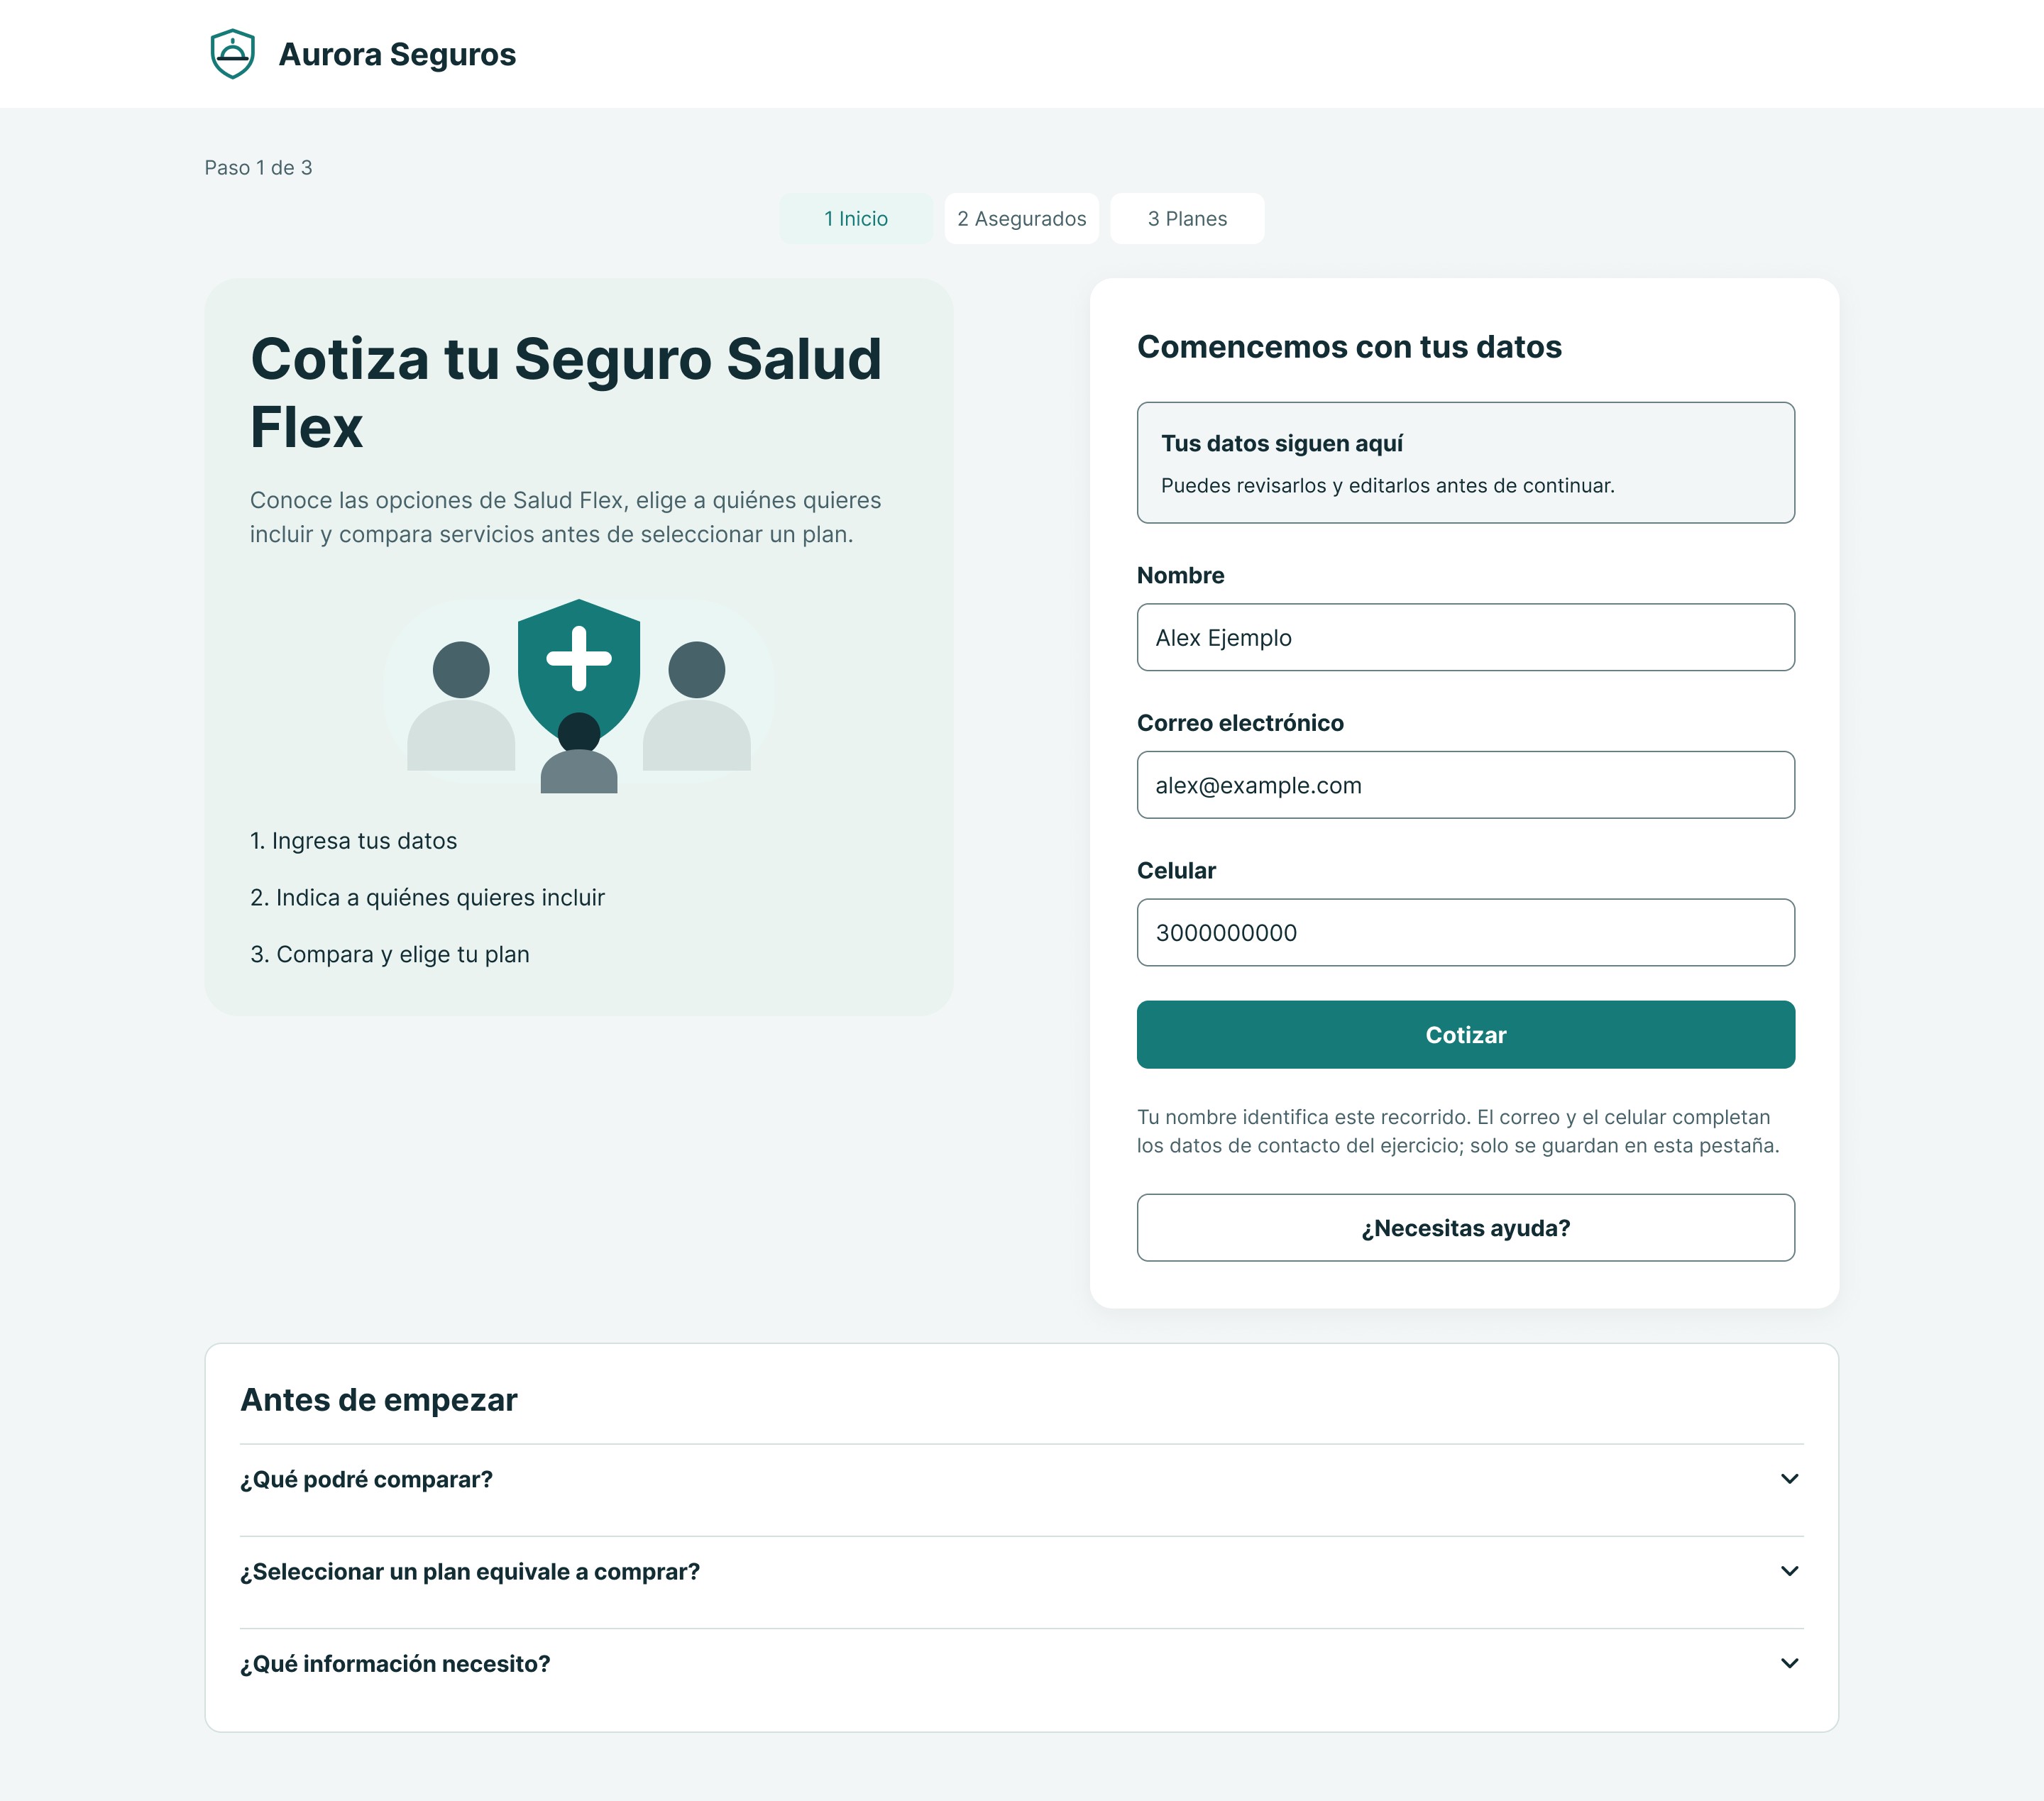 Aurora Seguros
Paso 1 de 3
1 Inicio
2 Asegurados
3 Planes
Cotiza tu Seguro Salud
Flex
Conoce las opciones de Salud Flex, elige a quiénes quieres
incluir y compara servicios antes de seleccionar un plan.
1. Ingresa tus datos
2. Indica a quiénes quieres incluir
3. Compara y elige tu plan
Comencemos con tus datos
Tus datos siguen aquí
Puedes revisarlos y editarlos antes de continuar.
Nombre
Alex Ejemplo
Correo electrónico
alex@example.com
Celular
3000000000
Cotizar
Tu nombre identifica este recorrido. El correo y el celular completan
los datos de contacto del ejercicio; solo se guardan en esta pestaña.
¿Necesitas ayuda?
Antes de empezar
¿Qué podré comparar?
¿Seleccionar un plan equivale a comprar?
¿Qué información necesito?